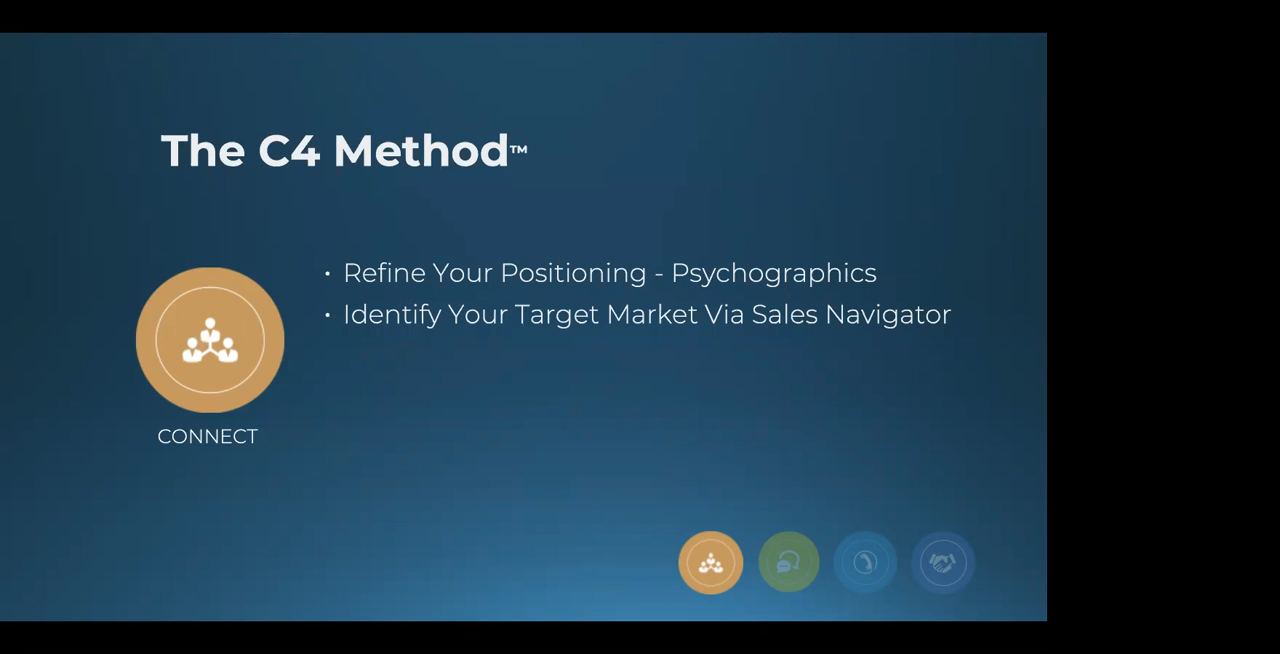 The C4 Method™
• Refine Your Positioning - Psychographics
• Identify Your Target Market Via Sales Navigator
CONNECT